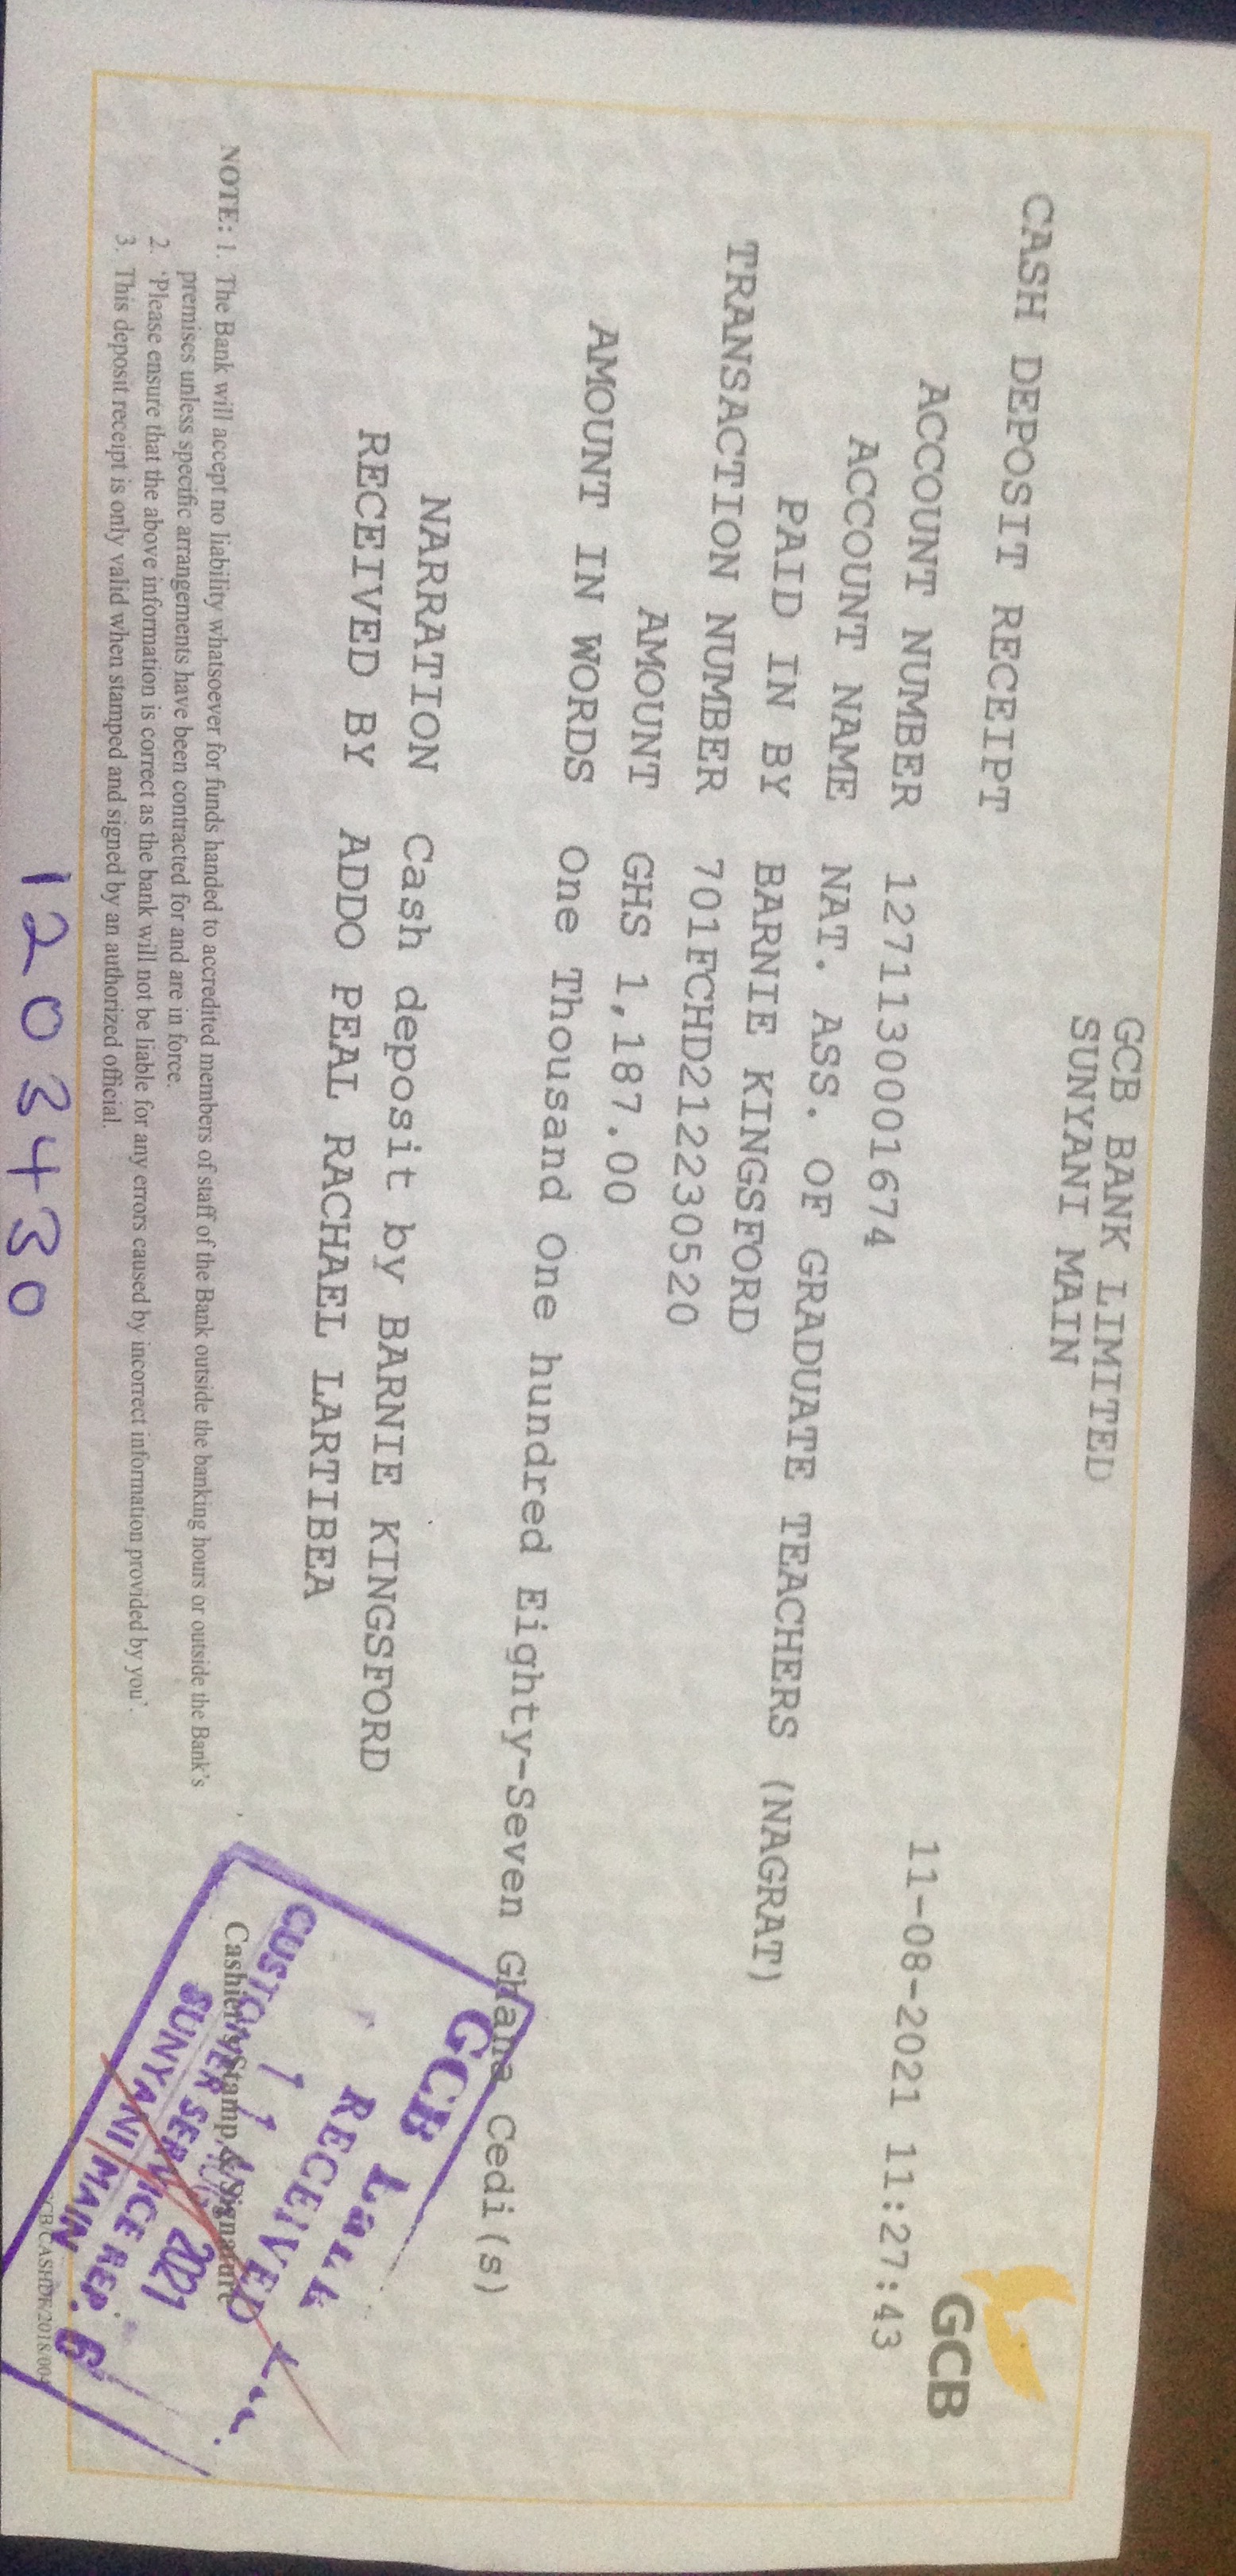 GCB BANK LIMITED
SUNYANI MAIN
GCB
CASH DEPOSIT RECEIPT
11-08-2021 11:27:43
ACCOUNT NUMBER 1271130001674
ACCOUNT NAME NAT. ASS. OF GRADUATE TEACHERS (NAGRAT)
PAID IN BY BARNIE KINGSFORD
TRANSACTION NUMBER 701FCHD212230520
AMOUNT GHS 1,187.00
AMOUNT IN WORDS One Thousand One hundred Eighty-Seven Ghana Cedi(s)
NARRATION Cash deposit by BARNIE KINGSFORD
RECEIVED BY ADDO PEAL RACHAEL LARTIBEA
NOTE: 1. The Bank will accept no liability whatsoever for funds handed to accredited members of staff of the Bank outside the banking hours or outside the Bank's
premises unless specific arrangements have been contracted for and are in force.
2. 'Please ensure that the above information is correct as the bank will not be liable for any errors caused by incorrect information provided by you'.
3. This deposit receipt is only valid when stamped and signed by an authorized official.
Cashier's Stamp & Signature
GCB
RECEIVED
11 2021
CUSTOMER SERVICE REP. 6
SUNYANI MAIN
1203430